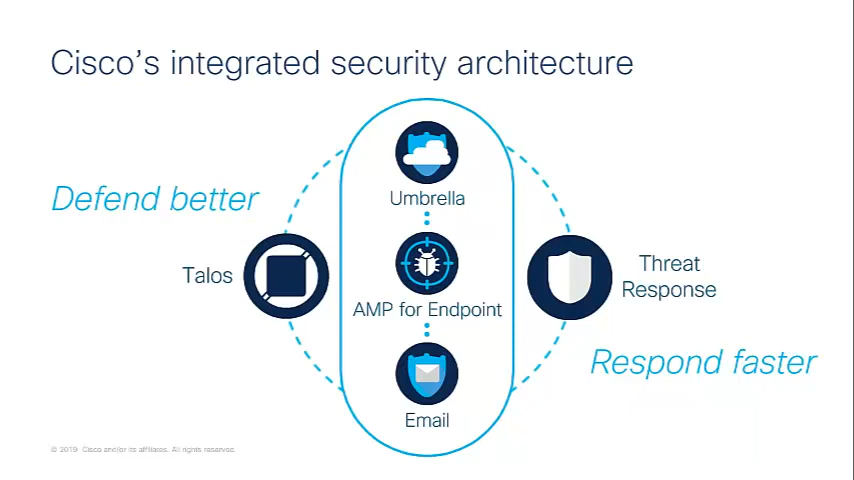 Cisco's integrated security architecture
Umbrella
Defend better
Talos
AMP for Endpoint
Threat
Response
Respond faster
Email
© 2019 Cisco and/or its affiliates. All rights reserved.